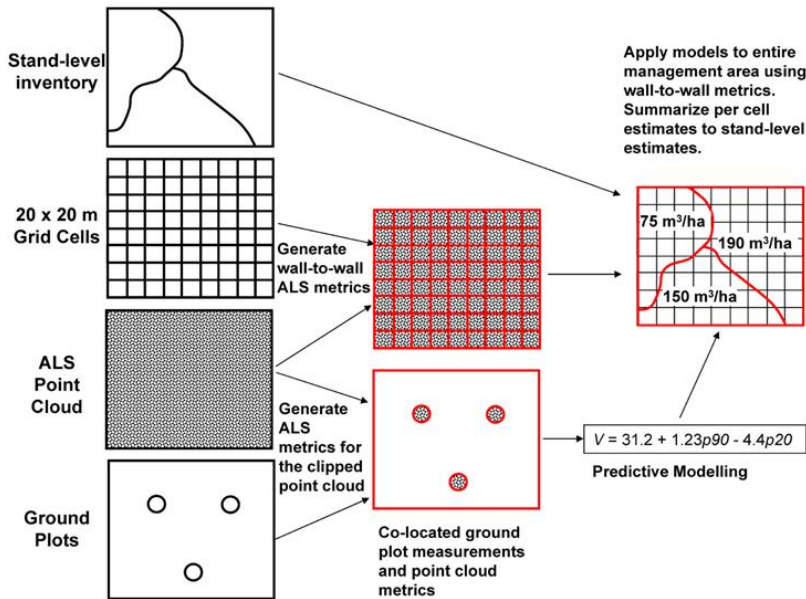 Stand-level
inventory
20 x 20 m
Grid Cells
ALS
Point
Cloud
Ground
Plots
Generate
wall-to-wall
ALS metrics
Generate
ALS
metrics for
the clipped
point cloud
Co-located ground
plot measurements
and point cloud
metrics
Apply models to entire
management area using
wall-to-wall metrics.
Summarize per cell
estimates to stand-level
estimates.
75 m³/ha
190 m³/ha
150 m³/ha
V = 31.2 + 1.23p90 - 4.4p20
Predictive Modelling